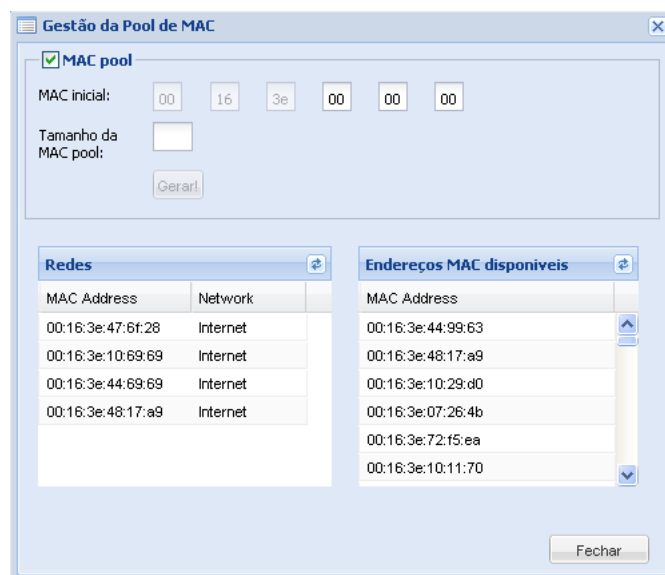 Gestão da Pool de MAC
MAC pool
MAC inicial: 00 16 3e 00 00 00
Tamanho da
MAC pool:
Gerar!
Redes
MAC Address Network
00:16:3e:47:6f:28 Internet
00:16:3e:10:69:69 Internet
00:16:3e:44:69:69 Internet
00:16:3e:48:17:a9 Internet
Endereços MAC disponiveis
MAC Address
00:16:3e:44:99:63
00:16:3e:48:17:a9
00:16:3e:10:29:d0
00:16:3e:07:26:4b
00:16:3e:72:f5:ea
00:16:3e:10:11:70
Fechar